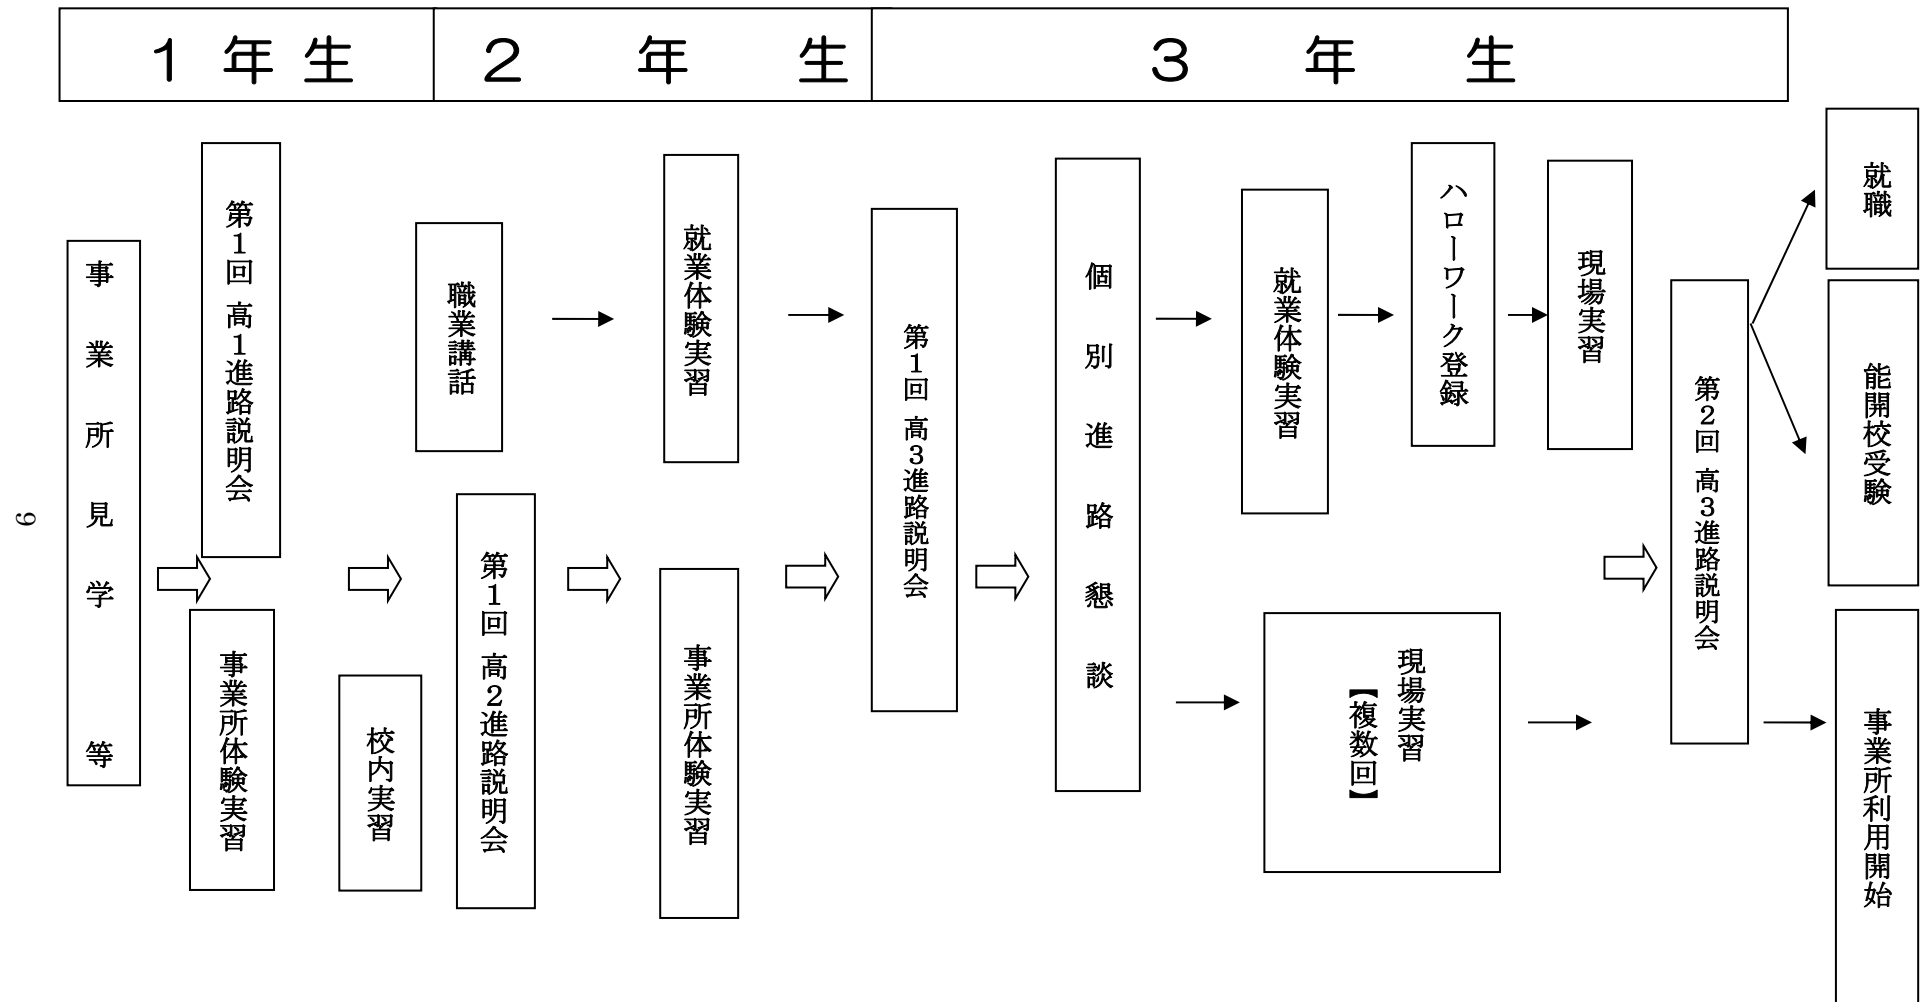 １年生
２年生
３年生
事業所見学等
第１回 高１進路説明会
事業所体験実習
校内実習
職業講話
第１回 高２進路説明会
就業体験実習
事業所体験実習
第１回 高３進路説明会
個別進路懇談
就業体験実習
ハローワーク登録
現場実習
現場実習
【複数回】
第２回 高３進路説明会
就職
能開校受験
事業所利用開始
6